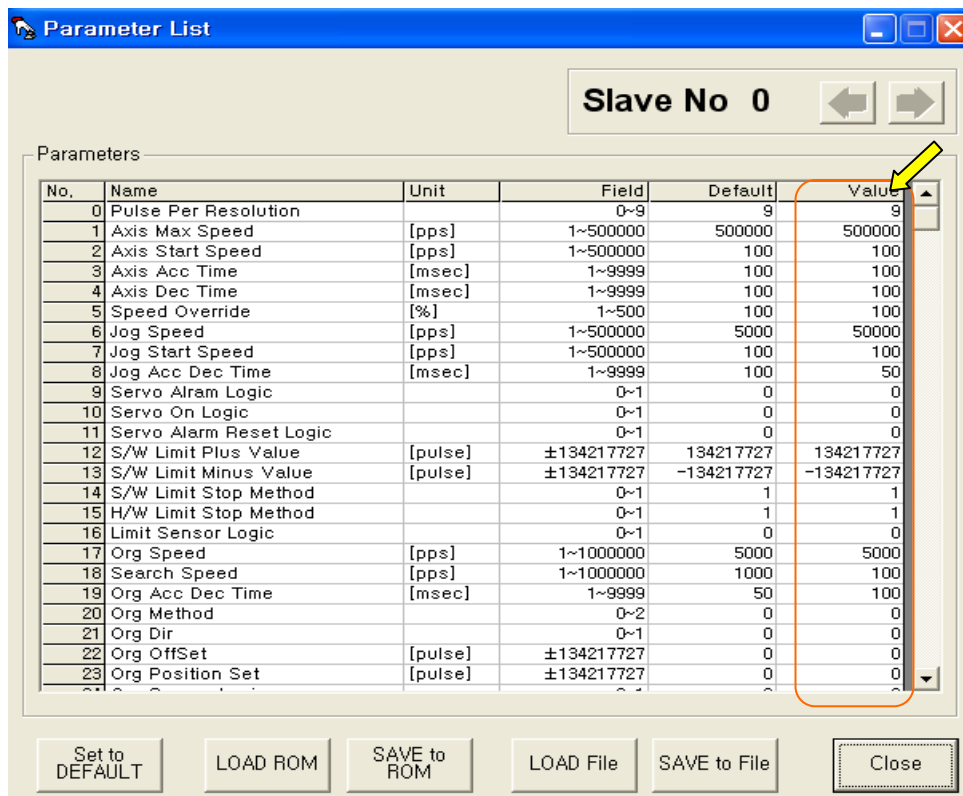 Parameter List
Slave No 0
Parameters
No, Name Unit Field Default Value
0 Pulse Per Resolution 0~9 9 9
1 Axis Max Speed [pps] 1~500000 500000 500000
2 Axis Start Speed [pps] 1~500000 100 100
3 Axis Acc Time [msec] 1~9999 100 100
4 Axis Dec Time [msec] 1~9999 100 100
5 Speed Override [%] 1~500 100 100
6 Jog Speed [pps] 1~500000 5000 50000
7 Jog Start Speed [pps] 1~500000 100 100
8 Jog Acc Dec Time [msec] 1~9999 100 50
9 Servo Alram Logic 0~1 0 0
10 Servo On Logic 0~1 0 0
11 Servo Alarm Reset Logic 0~1 0 0
12 S/W Limit Plus Value [pulse] ±134217727 134217727 134217727
13 S/W Limit Minus Value [pulse] ±134217727 -134217727 -134217727
14 S/W Limit Stop Method 0~1 1 1
15 H/W Limit Stop Method 0~1 1 1
16 Limit Sensor Logic 0~1 0 0
17 Org Speed [pps] 1~1000000 5000 5000
18 Search Speed [pps] 1~1000000 1000 100
19 Org Acc Dec Time [msec] 1~9999 50 100
20 Org Method 0~2 0 0
21 Org Dir 0~1 0 0
22 Org OffSet [pulse] ±134217727 0 0
23 Org Position Set [pulse] ±134217727 0 0
Set to DEFAULT LOAD ROM SAVE to ROM LOAD File SAVE to File Close